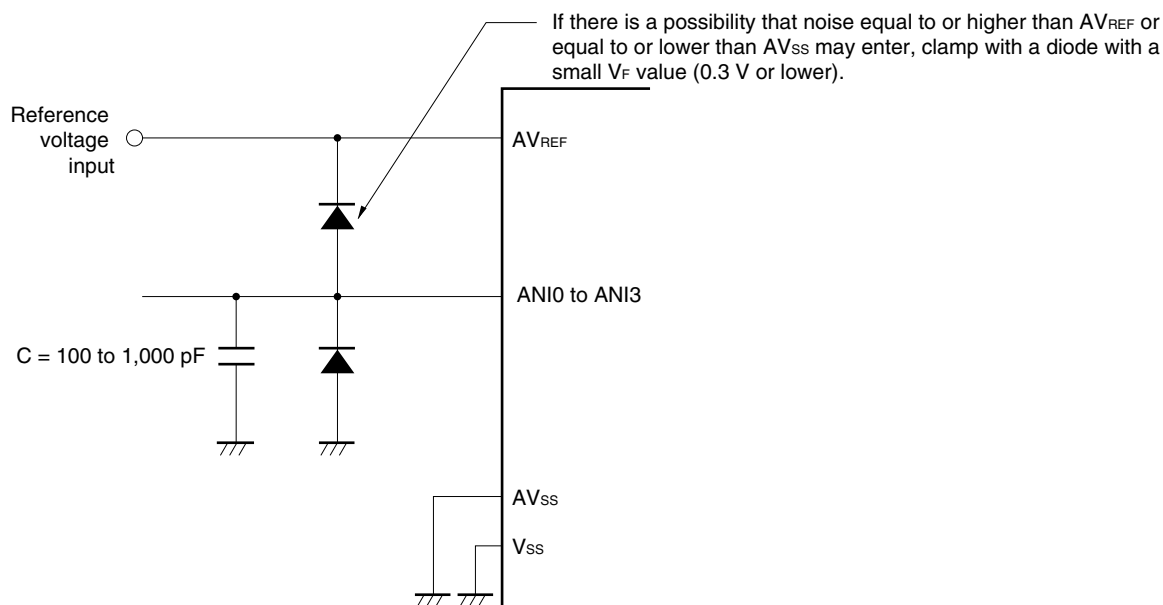 If there is a possibility that noise equal to or higher than AVREF or
equal to or lower than AVSS may enter, clamp with a diode with a
small VF value (0.3 V or lower).
Reference
voltage
input
AVREF
ANI0 to ANI3
C = 100 to 1,000 pF
AVSS
VSS